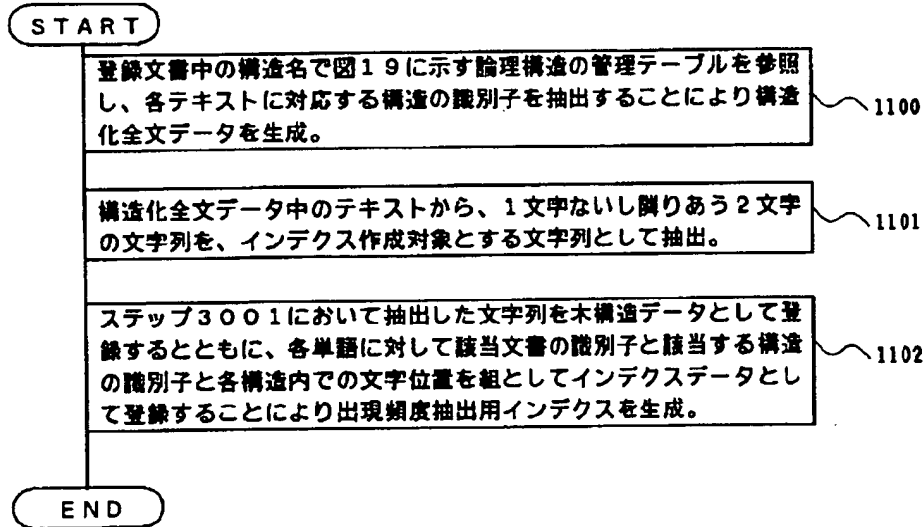 START
登録文書中の構造名で図19に示す論理構造の管理テーブルを参照
し、各テキストに対応する構造の識別子を抽出することにより構造
化全文データを生成。
1100
構造化全文データ中のテキストから、1文字ないし隣りあう2文字
の文字列を、インデクス作成対象とする文字列として抽出。
1101
ステップ3001において抽出した文字列を木構造データとして登
録するとともに、各単語に対して該当文書の識別子と該当する構造
の識別子と各構造内での文字位置を組としてインデクスデータとし
て登録することにより出現頻度抽出用インデクスを生成。
1102
END